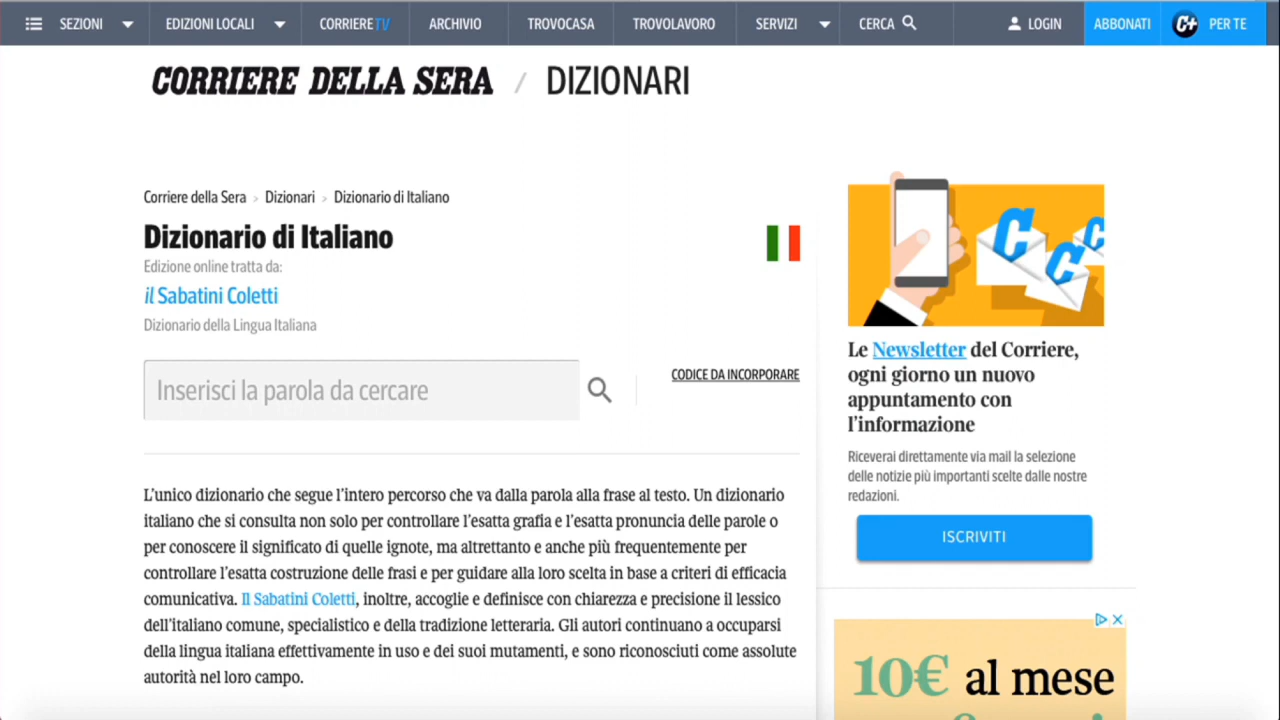 SEZIONI
EDIZIONI LOCALI
CORRIERE TV
ARCHIVIO
TROVOCASA
TROVOLAVORO
SERVIZI
CERCA
LOGIN
ABBONATI
C+ PER TE
CORRIERE DELLA SERA / DIZIONARI
Corriere della Sera > Dizionari > Dizionario di Italiano
Dizionario di Italiano
Edizione online tratta da:
il Sabatini Coletti
Dizionario della Lingua Italiana
Inserisci la parola da cercare
CODICE DA INCORPORARE
L'unico dizionario che segue l'intero percorso che va dalla parola alla frase al testo. Un dizionario
italiano che si consulta non solo per controllare l'esatta grafia e l'esatta pronuncia delle parole o
per conoscere il significato di quelle ignote, ma altrettanto e anche più frequentemente per
controllare l'esatta costruzione delle frasi e per guidare alla loro scelta in base a criteri di efficacia
comunicativa. Il Sabatini Coletti, inoltre, accoglie e definisce con chiarezza e precisione il lessico
dell'italiano comune, specialistico e della tradizione letteraria. Gli autori continuano a occuparsi
della lingua italiana effettivamente in uso e dei suoi mutamenti, e sono riconosciuti come assolute
autorità nel loro campo.
C
C
C
Le Newsletter del Corriere,
ogni giorno un nuovo
appuntamento con
l'informazione
Riceverai direttamente via mail la selezione
delle notizie più importanti scelte dalle nostre
redazioni.
ISCRIVITI
10€ al mese